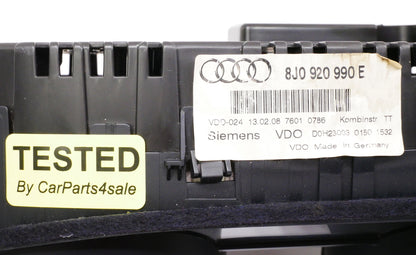 8J0 920 990 E
VDO-024 13.02.08 7601 0786 Kombinstr. TT
Siemens VDO D0H23003 0150 1532
VDO Made in Germany
TESTED
By CarParts4sale